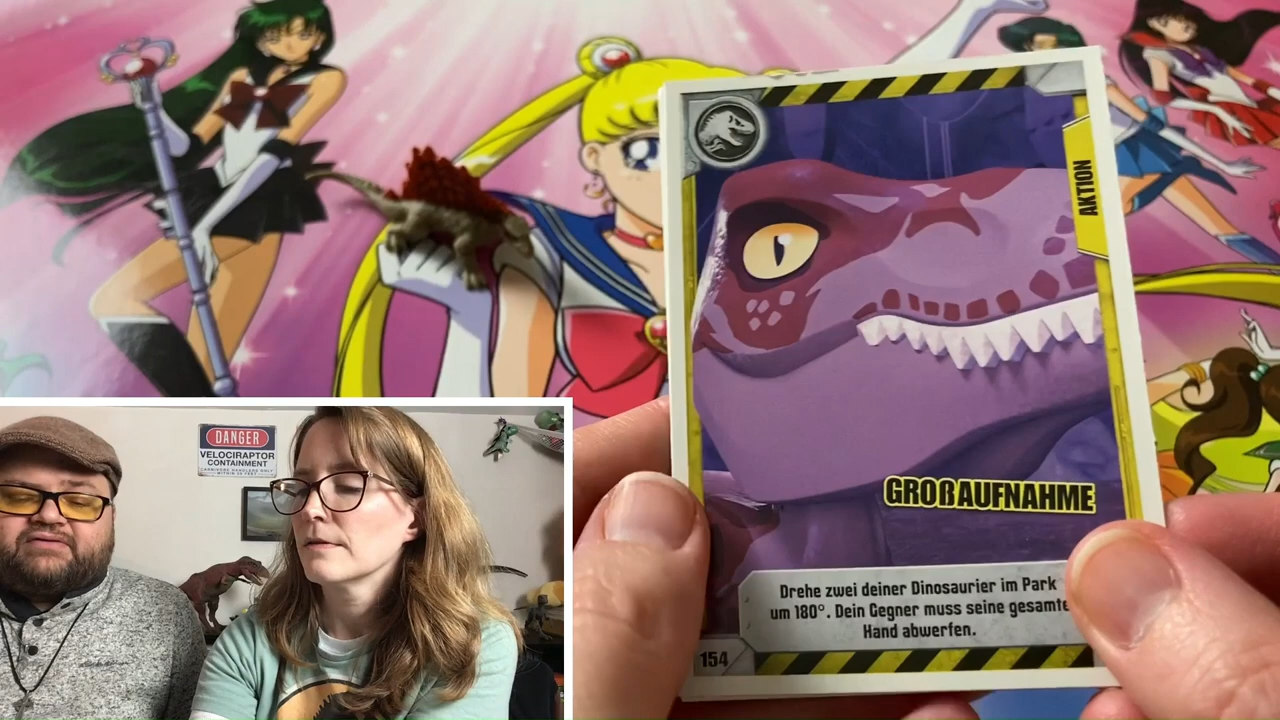 AKTION
GROßAUFNAHME
Drehe zwei deiner Dinosaurier im Park
um 180°. Dein Gegner muss seine gesamte
Hand abwerfen.
154
DANGER
VELOCIRAPTOR
CONTAINMENT